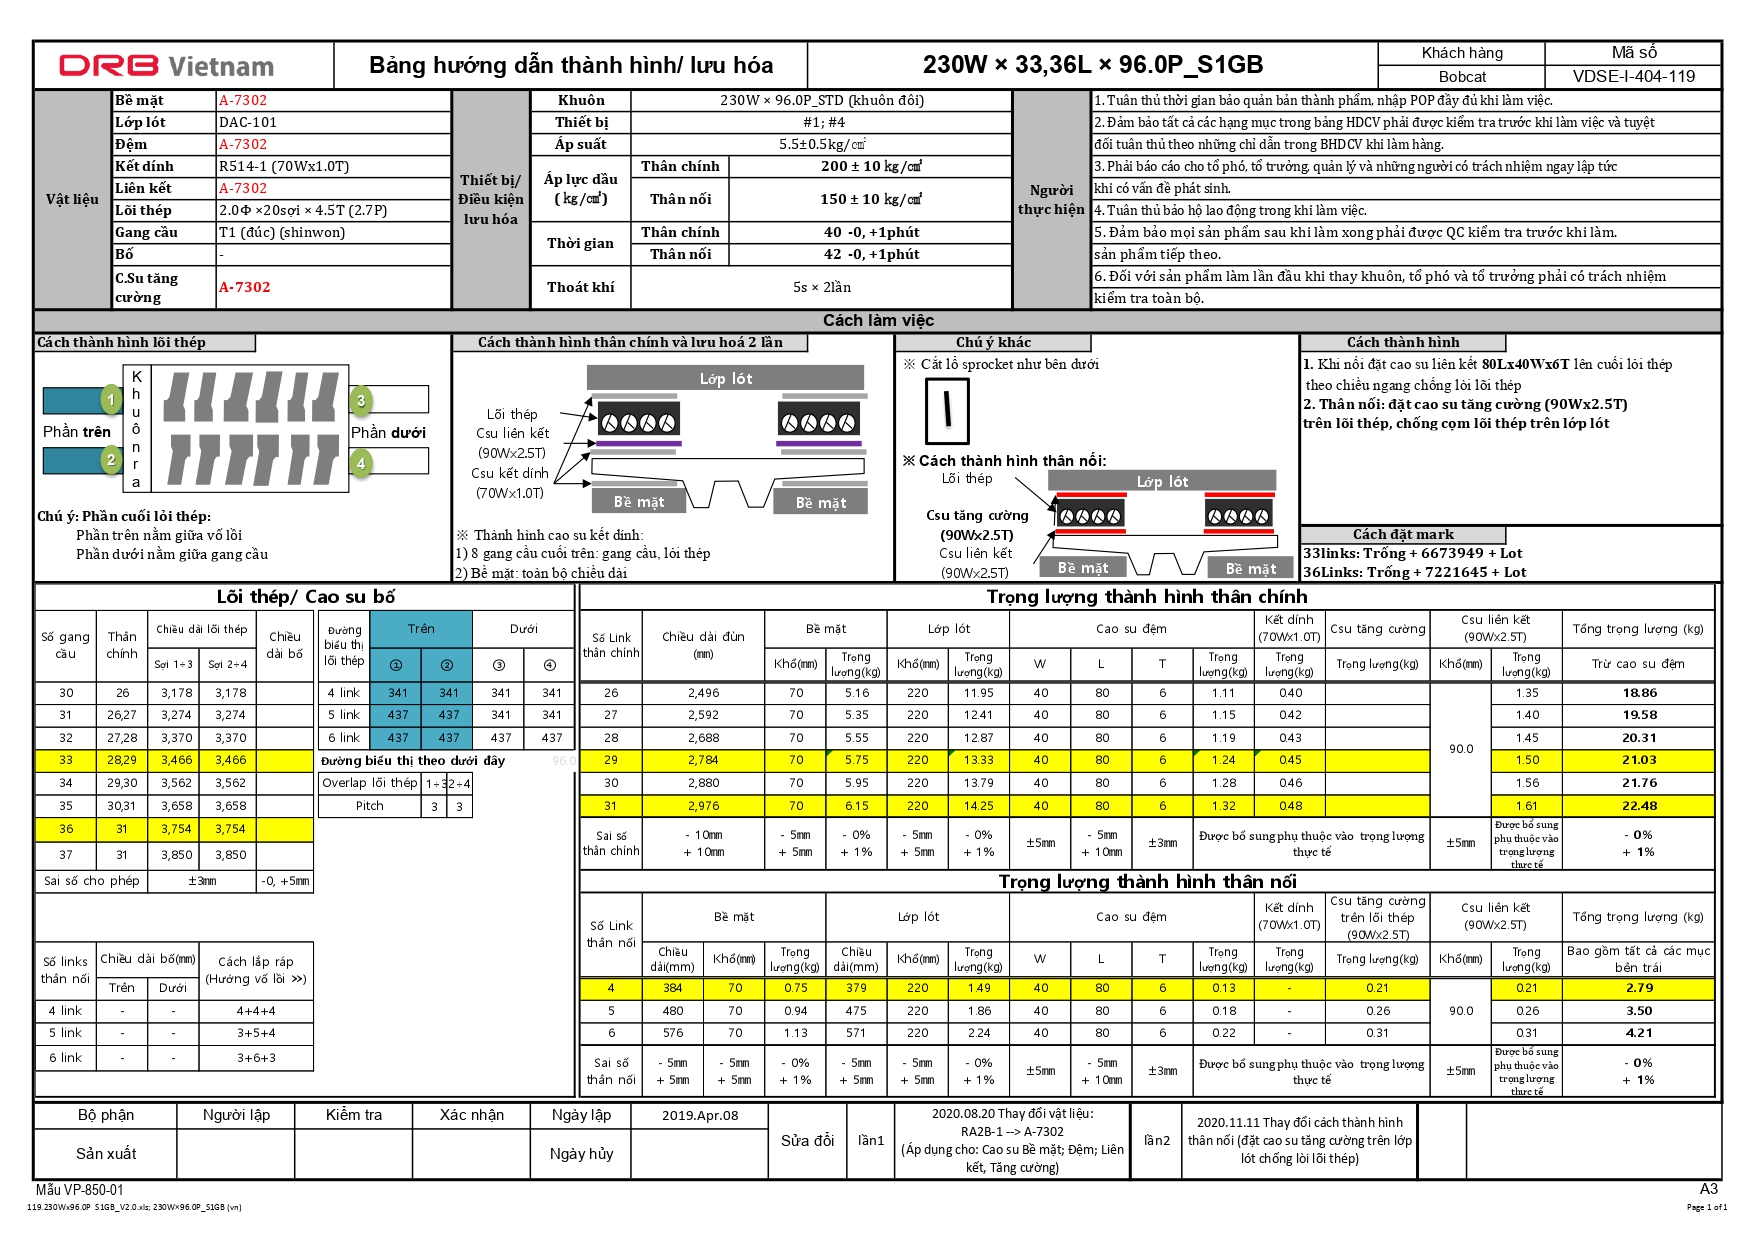 DRB Vietnam
Bảng hướng dẫn thành hình/ lưu hóa
230W × 33,36L × 96.0P_S1GB
Khách hàng
Mã số
Bobcat
VDSE-I-404-119
Vật liệu
Bề mặt A-7302
Lớp lót DAC-101
Đệm A-7302
Kết dính R514-1 (70Wx1.0T)
Liên kết A-7302
Lõi thép 2.0Φ ×20sợi × 4.5T (2.7P)
Gang cầu T1 (đúc) (shinwon)
Bố -
C.Su tăng cường A-7302
Thiết bị/ Điều kiện lưu hóa
Khuôn 230W × 96.0P_STD (khuôn đôi)
Thiết bị #1; #4
Áp suất 5.5±0.5kg/㎠
Áp lực dầu ( kg/㎠)
Thân chính 200 ± 10 kg/㎠
Thân nối 150 ± 10 kg/㎠
Thời gian
Thân chính 40 -0, +1phút
Thân nối 42 -0, +1phút
Thoát khí 5s × 2lần
Người thực hiện
1. Tuân thủ thời gian bảo quản bản thành phẩm, nhập POP đầy đủ khi làm việc.
2. Đảm bảo tất cả các hạng mục trong bảng HDCV phải được kiểm tra trước khi làm việc và tuyệt
đối tuân thủ theo những chỉ dẫn trong BHDCV khi làm hàng.
3. Phải báo cáo cho tổ phó, tổ trưởng, quản lý và những người có trách nhiệm ngay lập tức
khi có vấn đề phát sinh.
4. Tuân thủ bảo hộ lao động trong khi làm việc.
5. Đảm bảo mọi sản phẩm sau khi làm xong phải được QC kiểm tra trước khi làm.
sản phẩm tiếp theo.
6. Đối với sản phẩm làm lần đầu khi thay khuôn, tổ phó và tổ trưởng phải có trách nhiệm
kiểm tra toàn bộ.
Cách làm việc
Cách thành hình lõi thép
Khuôn ra
1
2
3
4
Phần trên
Phần dưới
Chú ý: Phần cuối lỏi thép:
Phần trên nằm giữa vố lồi
Phần dưới nằm giữa gang cầu
Cách thành hình thân chính và lưu hoá 2 lần
Lớp lót
Lõi thép
Csu liên kết
(90Wx2.5T)
Csu kết dính
(70Wx1.0T)
Bề mặt
Bề mặt
※ Thành hình cao su kết dính:
1) 8 gang cầu cuối trên: gang cầu, lỏi thép
2) Bề mặt: toàn bộ chiều dài
Chú ý khác
※ Cắt lổ sprocket như bên dưới
※ Cách thành hình thân nối:
Lõi thép
Lớp lót
Csu tăng cường
(90Wx2.5T)
Csu liên kết
(90Wx2.5T)
Bề mặt
Bề mặt
Cách thành hình
1. Khi nối đặt cao su liên kết 80Lx40Wx6T lên cuối lỏi thép
theo chiều ngang chống lòi lõi thép
2. Thân nối: đặt cao su tăng cường (90Wx2.5T)
trên lõi thép, chống cọm lõi thép trên lớp lót
Cách đặt mark
33links: Trống + 6673949 + Lot
36Links: Trống + 7221645 + Lot
Lõi thép/ Cao su bố
Số gang cầu
Thân chính
Chiều dài lõi thép
Chiều dài bố
Sợi 1÷3 Sợi 2÷4
30 26 3,178 3,178
31 26,27 3,274 3,274
32 27,28 3,370 3,370
33 28,29 3,466 3,466
34 29,30 3,562 3,562
35 30,31 3,658 3,658
36 31 3,754 3,754
37 31 3,850 3,850
Sai số cho phép ±3mm -0, +5mm
Đường biểu thị lõi thép
Trên Dưới
① ② ③ ④
4 link 341 341 341 341
5 link 437 437 341 341
6 link 437 437 437 437
Đường biểu thị theo dưới đây 96.0
Overlap lõi thép 1÷3 2÷4
Pitch 3 3
Số links thân nối
Chiều dài bố(mm)
Cách lắp ráp (Hướng vố lồi »)
Trên Dưới
4 link - - 4+4+4
5 link - - 3+5+4
6 link - - 3+6+3
Trọng lượng thành hình thân chính
Số Link thân chính
Chiều dài đùn (mm)
Bề mặt
Lớp lót
Cao su đệm
Kết dính (70Wx1.0T)
Csu tăng cường
Csu liên kết (90Wx2.5T)
Tổng trọng lượng (kg)
Khổ(mm) Trọng lượng(kg) Khổ(mm) Trọng lượng(kg) W L T Trọng lượng(kg) Trọng lượng(kg) Trọng lượng(kg) Khổ(mm) Trọng lượng(kg) Trừ cao su đệm
26 2,496 70 5.16 220 11.95 40 80 6 1.11 0.40 1.35 18.86
27 2,592 70 5.35 220 12.41 40 80 6 1.15 0.42 1.40 19.58
28 2,688 70 5.55 220 12.87 40 80 6 1.19 0.43 1.45 20.31
90.0
29 2,784 70 5.75 220 13.33 40 80 6 1.24 0.45 1.50 21.03
30 2,880 70 5.95 220 13.79 40 80 6 1.28 0.46 1.56 21.76
31 2,976 70 6.15 220 14.25 40 80 6 1.32 0.48 1.61 22.48
Sai số thân chính - 10mm + 10mm - 5mm + 5mm - 0% + 1% - 5mm + 5mm - 0% + 1% ±5mm - 5mm + 10mm ±3mm Được bổ sung phụ thuộc vào trọng lượng thực tế ±5mm Được bổ sung phụ thuộc vào trọng lượng thực tế - 0% + 1%
Trọng lượng thành hình thân nối
Số Link thân nối
Bề mặt
Lớp lót
Cao su đệm
Kết dính (70Wx1.0T)
Csu tăng cường trên lõi thép (90Wx2.5T)
Csu liên kết (90Wx2.5T)
Tổng trọng lượng (kg)
Chiều dài(mm) Khổ(mm) Trọng lượng(kg) Chiều dài(mm) Khổ(mm) Trọng lượng(kg) W L T Trọng lượng(kg) Trọng lượng(kg) Trọng lượng(kg) Khổ(mm) Trọng lượng(kg) Bao gồm tất cả các mục bên trái
4 384 70 0.75 379 220 1.49 40 80 6 0.13 - 0.21 0.21 2.79
5 480 70 0.94 475 220 1.86 40 80 6 0.18 - 0.26 90.0 0.26 3.50
6 576 70 1.13 571 220 2.24 40 80 6 0.22 - 0.31 0.31 4.21
Sai số thân nối - 5mm + 5mm - 5mm + 5mm - 0% + 1% - 5mm + 5mm - 5mm + 5mm - 0% + 1% ±5mm - 5mm + 10mm ±3mm Được bổ sung phụ thuộc vào trọng lượng thực tế ±5mm Được bổ sung phụ thuộc vào trọng lượng thực tế - 0% + 1%
Bộ phận Người lập Kiểm tra Xác nhận Ngày lập 2019.Apr.08
Sản xuất Ngày hủy
Sửa đổi
lần1
2020.08.20 Thay đổi vật liệu:
RA2B-1 --> A-7302
(Áp dụng cho: Cao su Bề mặt; Đệm; Liên
kết, Tăng cường)
lần2
2020.11.11 Thay đổi cách thành hình
thân nối (đặt cao su tăng cường trên lớp
lót chống lòi lõi thép)
Mẫu VP-850-01
A3
119.230Wx96.0P S1GB_V2.0.xls; 230W×96.0P_S1GB (vn)
Page 1 of 1